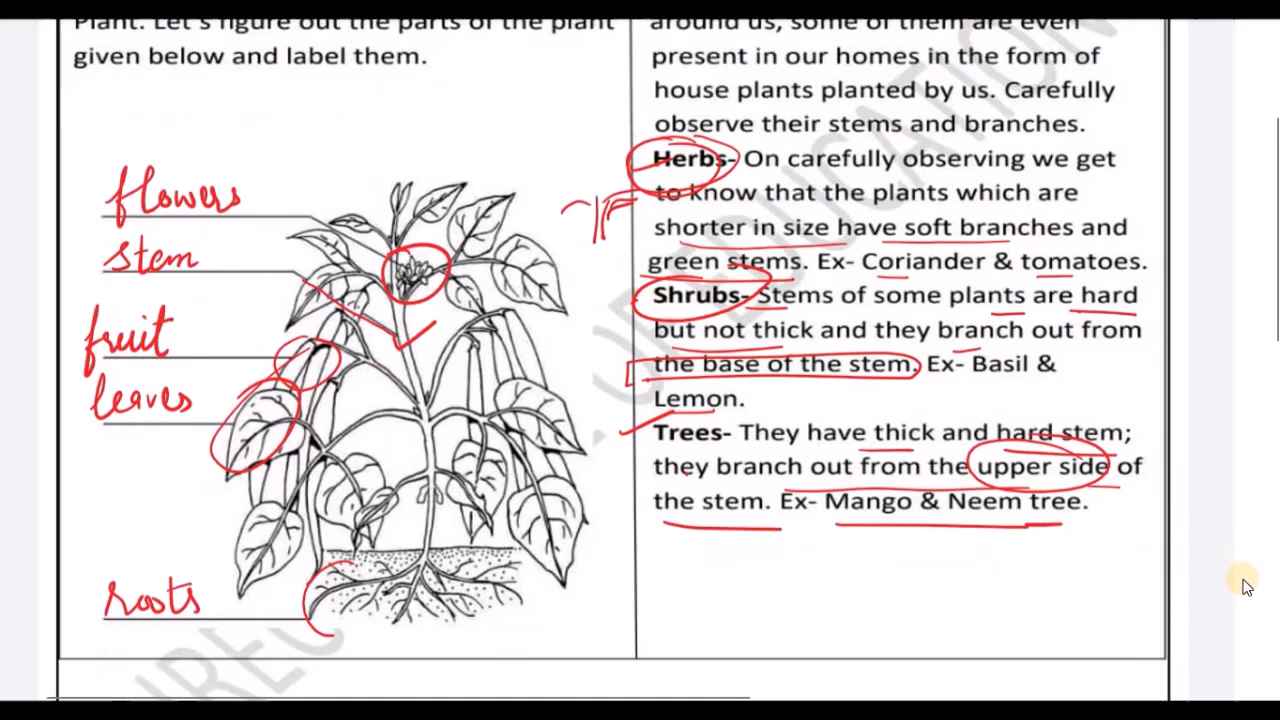 Plant. Let's figure out the parts of the plant
given below and label them.
flowers
stem
fruit
leaves
roots
around us, some of them are even
present in our homes in the form of
house plants planted by us. Carefully
observe their stems and branches.
Herbs- On carefully observing we get
to know that the plants which are
shorter in size have soft branches and
green stems. Ex- Coriander & tomatoes.
Shrubs- Stems of some plants are hard
but not thick and they branch out from
the base of the stem. Ex- Basil &
Lemon.
Trees- They have thick and hard stem;
they branch out from the upper side of
the stem. Ex- Mango & Neem tree.
OF EDUCATION